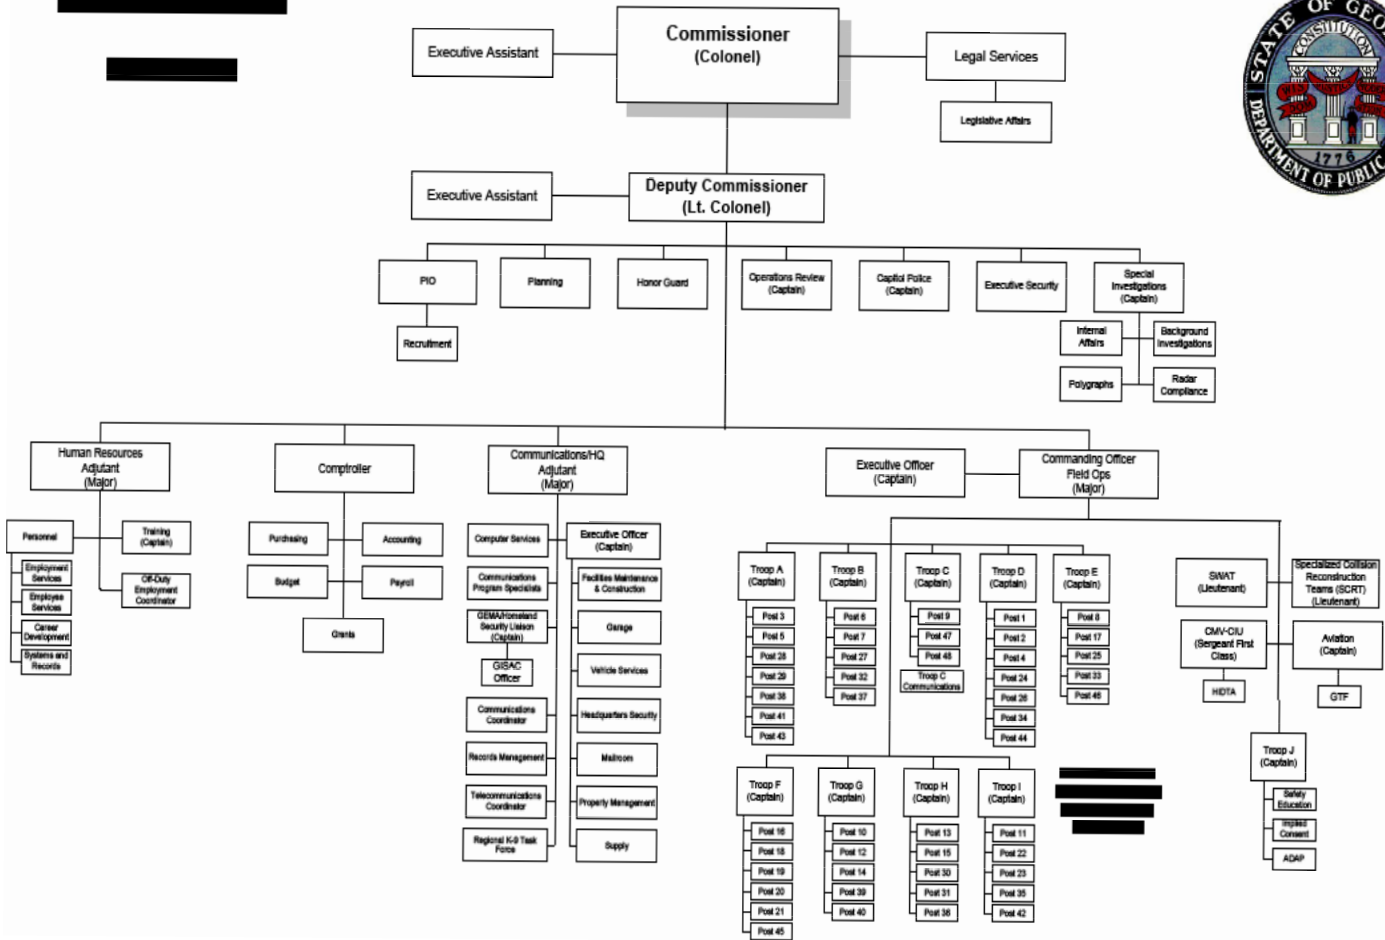 Commissioner
(Colonel)
Executive Assistant
Legal Services
Legislative Affairs
STATE OF GEO
CONSTITUTION
WIS
DOM
1776
DEPARTMENT OF PUBLIC
Deputy Commissioner
(Lt. Colonel)
Executive Assistant
PIO
Planning
Honor Guard
Operations Review
(Captain)
Capitol Police
(Captain)
Executive Security
Special
Investigations
(Captain)
Recruitment
Internal
Affairs
Background
Investigations
Polygraphs
Radar
Compliance
Human Resources
Adjutant
(Major)
Comptroller
Communications/HQ
Adjutant
(Major)
Executive Officer
(Captain)
Commanding Officer
Field Ops
(Major)
Personnel
Training
(Captain)
Employment
Services
Off-Duty
Employment
Coordinator
Employee
Services
Career
Development
Systems and
Records
Purchasing
Accounting
Budget
Payroll
Grants
Computer Services
Executive Officer
(Captain)
Communications
Program Specialists
Facilities Maintenance
& Construction
GEMA/Homeland
Security Liaison
(Captain)
Garage
GISAC
Officer
Vehicle Services
Communications
Coordinator
Headquarters Security
Records Management
Mailroom
Telecommunications
Coordinator
Property Management
Regional K-9 Task
Force
Supply
Troop A
(Captain)
Post 3
Post 5
Post 28
Post 29
Post 38
Post 41
Post 43
Troop B
(Captain)
Post 6
Post 7
Post 27
Post 32
Post 37
Troop C
(Captain)
Post 9
Post 47
Post 48
Troop C
Communications
Troop D
(Captain)
Post 1
Post 2
Post 4
Post 24
Post 26
Post 34
Post 44
Troop E
(Captain)
Post 8
Post 17
Post 25
Post 33
Post 46
SWAT
(Lieutenant)
Specialized Collision
Reconstruction
Teams (SCRT)
(Lieutenant)
CMV-CIU
(Sergeant First
Class)
Aviation
(Captain)
HIDTA
GTF
Troop F
(Captain)
Post 16
Post 18
Post 19
Post 20
Post 21
Post 45
Troop G
(Captain)
Post 10
Post 12
Post 14
Post 39
Post 40
Troop H
(Captain)
Post 13
Post 15
Post 30
Post 31
Post 36
Troop I
(Captain)
Post 11
Post 22
Post 23
Post 35
Post 42
Troop J
(Captain)
Safety
Education
Implied
Consent
ADAP